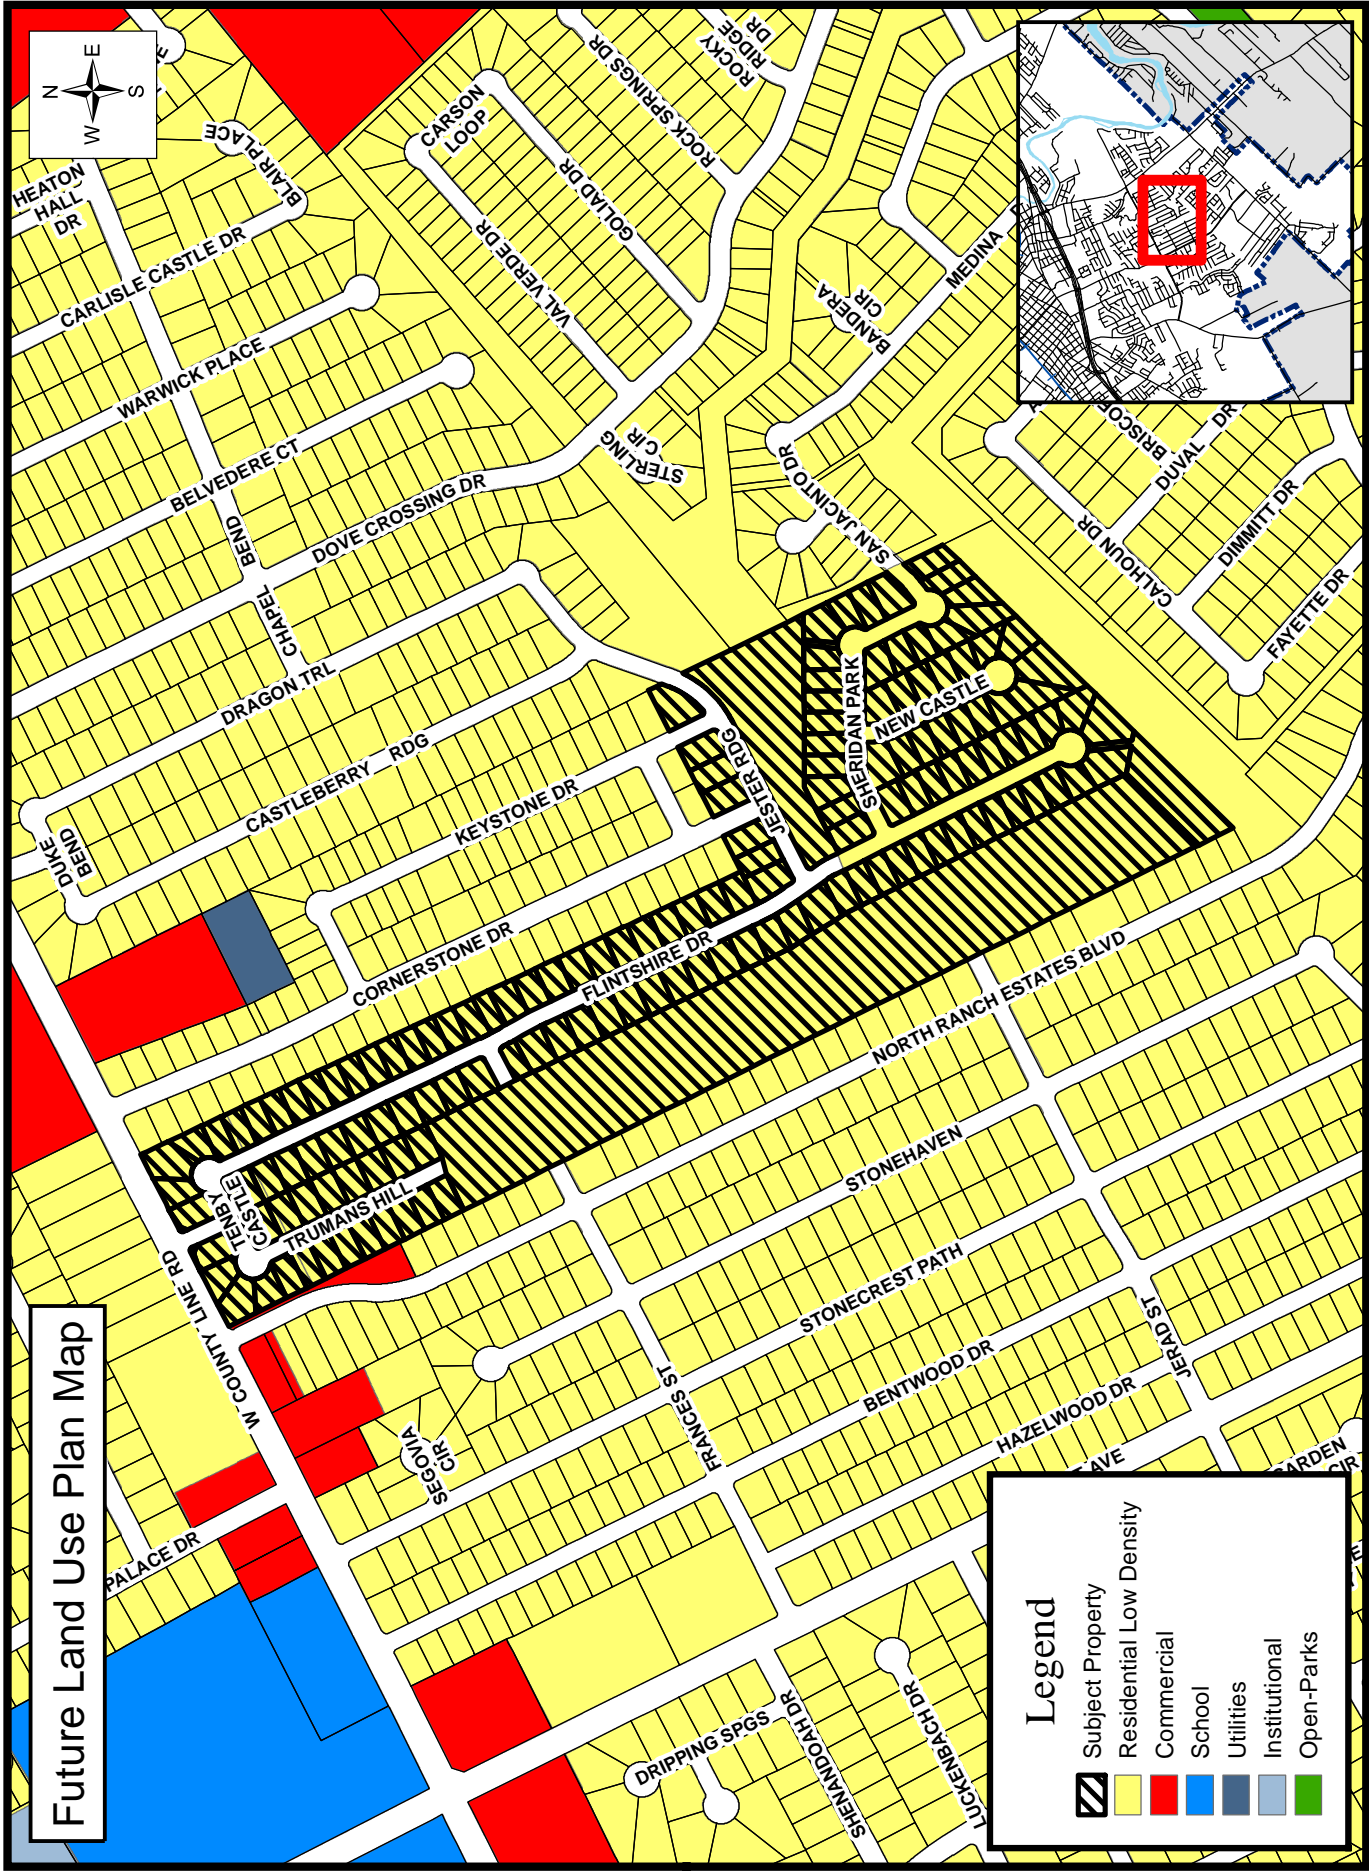 Future Land Use Plan Map
N
W
E
S
HEATON
HALL
DR
BLAIR PLACE
CARLISLE CASTLE DR
WARWICK PLACE
BELVEDERE CT
CHAPEL BEND
DOVE CROSSING DR
DRAGON TRL
CASTLEBERRY RDG
DUKE
BEND
KEYSTONE DR
CORNERSTONE DR
FLINTSHIRE DR
JESTER RDG
SHERIDAN PARK
NEW CASTLE
TENBY
CASTLE
TRUMANS HILL
W COUNTY LINE RD
CARSON
LOOP
GOLIAD DR
VAL VERDE DR
ROCK SPRINGS DR
ROCKY
RIDGE
DR
STERLING
CIR
BANDERA
CIR
MEDINA
SAN JACINTO DR
BRISCOE
DUVAL DR
DIMMITT DR
CALHOUN DR
FAYETTE DR
NORTH RANCH ESTATES BLVD
STONEHAVEN
STONECREST PATH
BENTWOOD DR
HAZELWOOD DR
JERAD ST
FRANCES ST
SEGOVIA
CIR
PALACE DR
DRIPPING SPGS
SHENANDOAH DR
LUCKENBACH DR
AVE
GARDEN
CIR
Legend
Subject Property
Residential Low Density
Commercial
School
Utilities
Institutional
Open-Parks